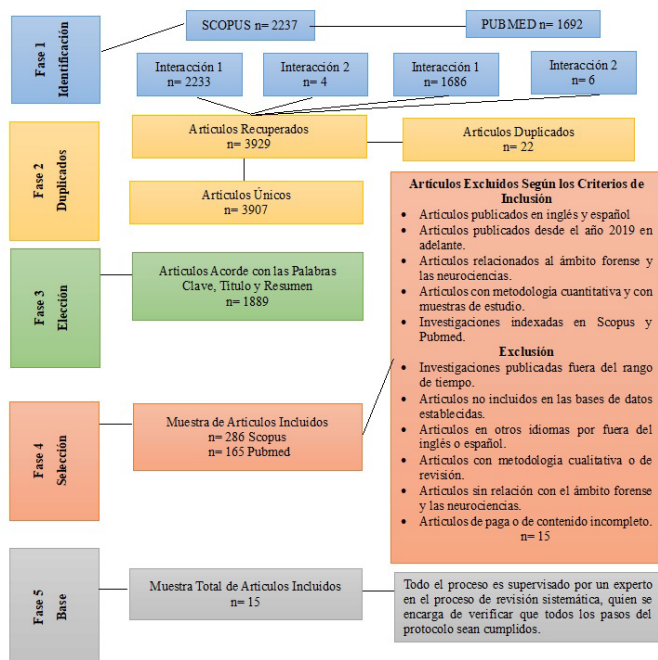 Fase 1
Identificación
SCOPUS n= 2237
PUBMED n= 1692
Interacción 1
n= 2233
Interacción 2
n= 4
Interacción 1
n= 1686
Interacción 2
n= 6
Fase 2
Duplicados
Artículos Recuperados
n= 3929
Artículos Duplicados
n= 22
Artículos Únicos
n= 3907
Fase 3
Elección
Artículos Acorde con las Palabras
Clave, Título y Resumen
n= 1889
Artículos Excluidos Según los Criterios de
Inclusión
• Artículos publicados en inglés y español
• Artículos publicados desde el año 2019 en
adelante.
• Artículos relacionados al ámbito forense y
las neurociencias.
• Artículos con metodología cuantitativa y con
muestras de estudio.
• Investigaciones indexadas en Scopus y
Pubmed.
Exclusión
• Investigaciones publicadas fuera del rango
de tiempo.
• Artículos no incluidos en las bases de datos
establecidas.
• Artículos en otros idiomas por fuera del
inglés o español.
• Artículos con metodología cualitativa o de
revisión.
• Artículos sin relación con el ámbito forense
y las neurociencias.
• Artículos de paga o de contenido incompleto.
n= 15
Fase 4
Selección
Muestra de Artículos Incluidos
n= 286 Scopus
n= 165 Pubmed
Fase 5
Base
Muestra Total de Artículos Incluidos
n= 15
Todo el proceso es supervisado por un experto
en el proceso de revisión sistemática, quien se
encarga de verificar que todos los pasos del
protocolo sean cumplidos.